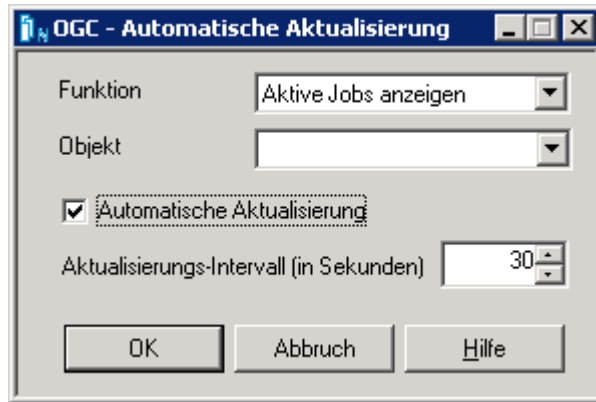 OGC - Automatische Aktualisierung
Funktion Aktive Jobs anzeigen
Objekt
Automatische Aktualisierung
Aktualisierungs-Intervall (in Sekunden) 30
OK Abbruch Hilfe